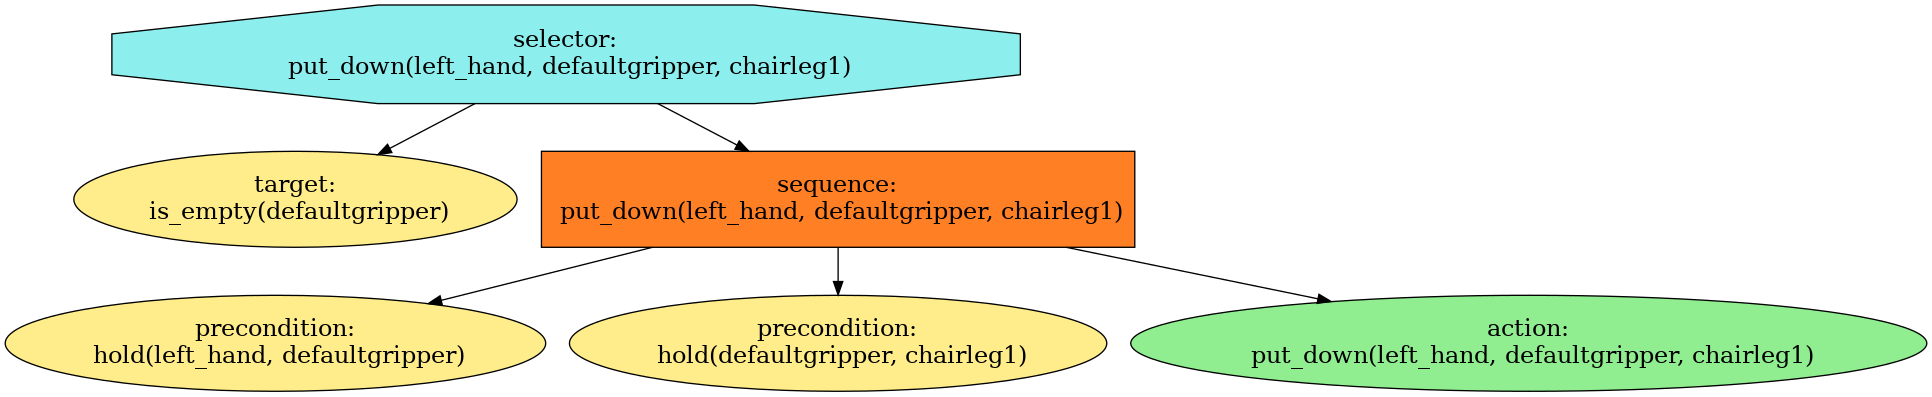 selector:
put_down(left_hand, defaultgripper, chairleg1)
target:
is_empty(defaultgripper)
sequence:
put_down(left_hand, defaultgripper, chairleg1)
precondition:
hold(left_hand, defaultgripper)
precondition:
hold(defaultgripper, chairleg1)
action:
put_down(left_hand, defaultgripper, chairleg1)